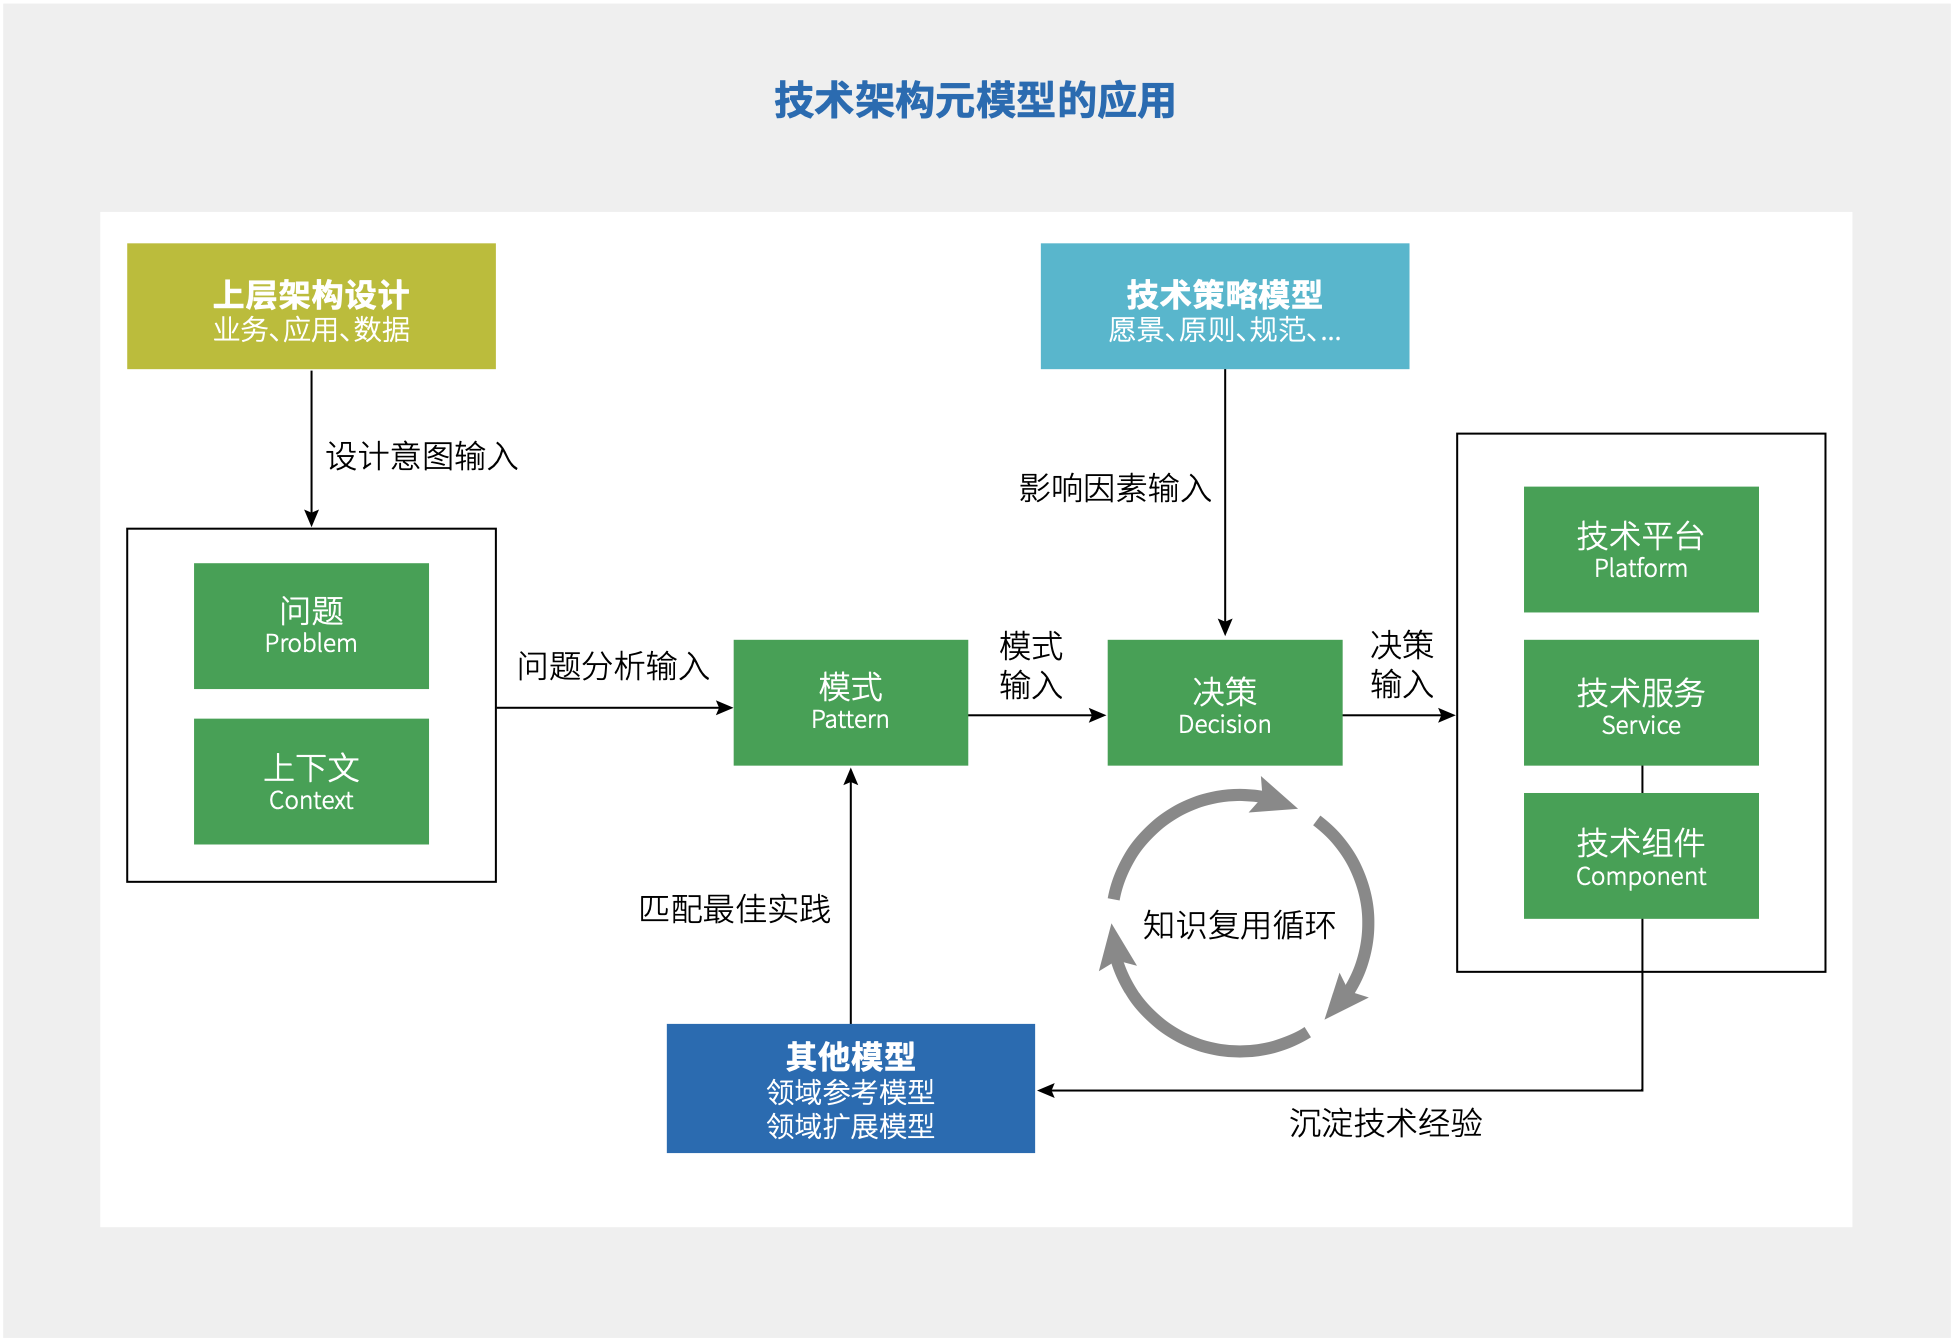 技术架构元模型的应用
上层架构设计
业务、应用、数据
技术策略模型
愿景、原则、规范、...
设计意图输入
影响因素输入
问题
Problem
上下文
Context
问题分析输入
模式
Pattern
模式
输入
决策
Decision
决策
输入
技术平台
Platform
技术服务
Service
技术组件
Component
匹配最佳实践
知识复用循环
其他模型
领域参考模型
领域扩展模型
沉淀技术经验